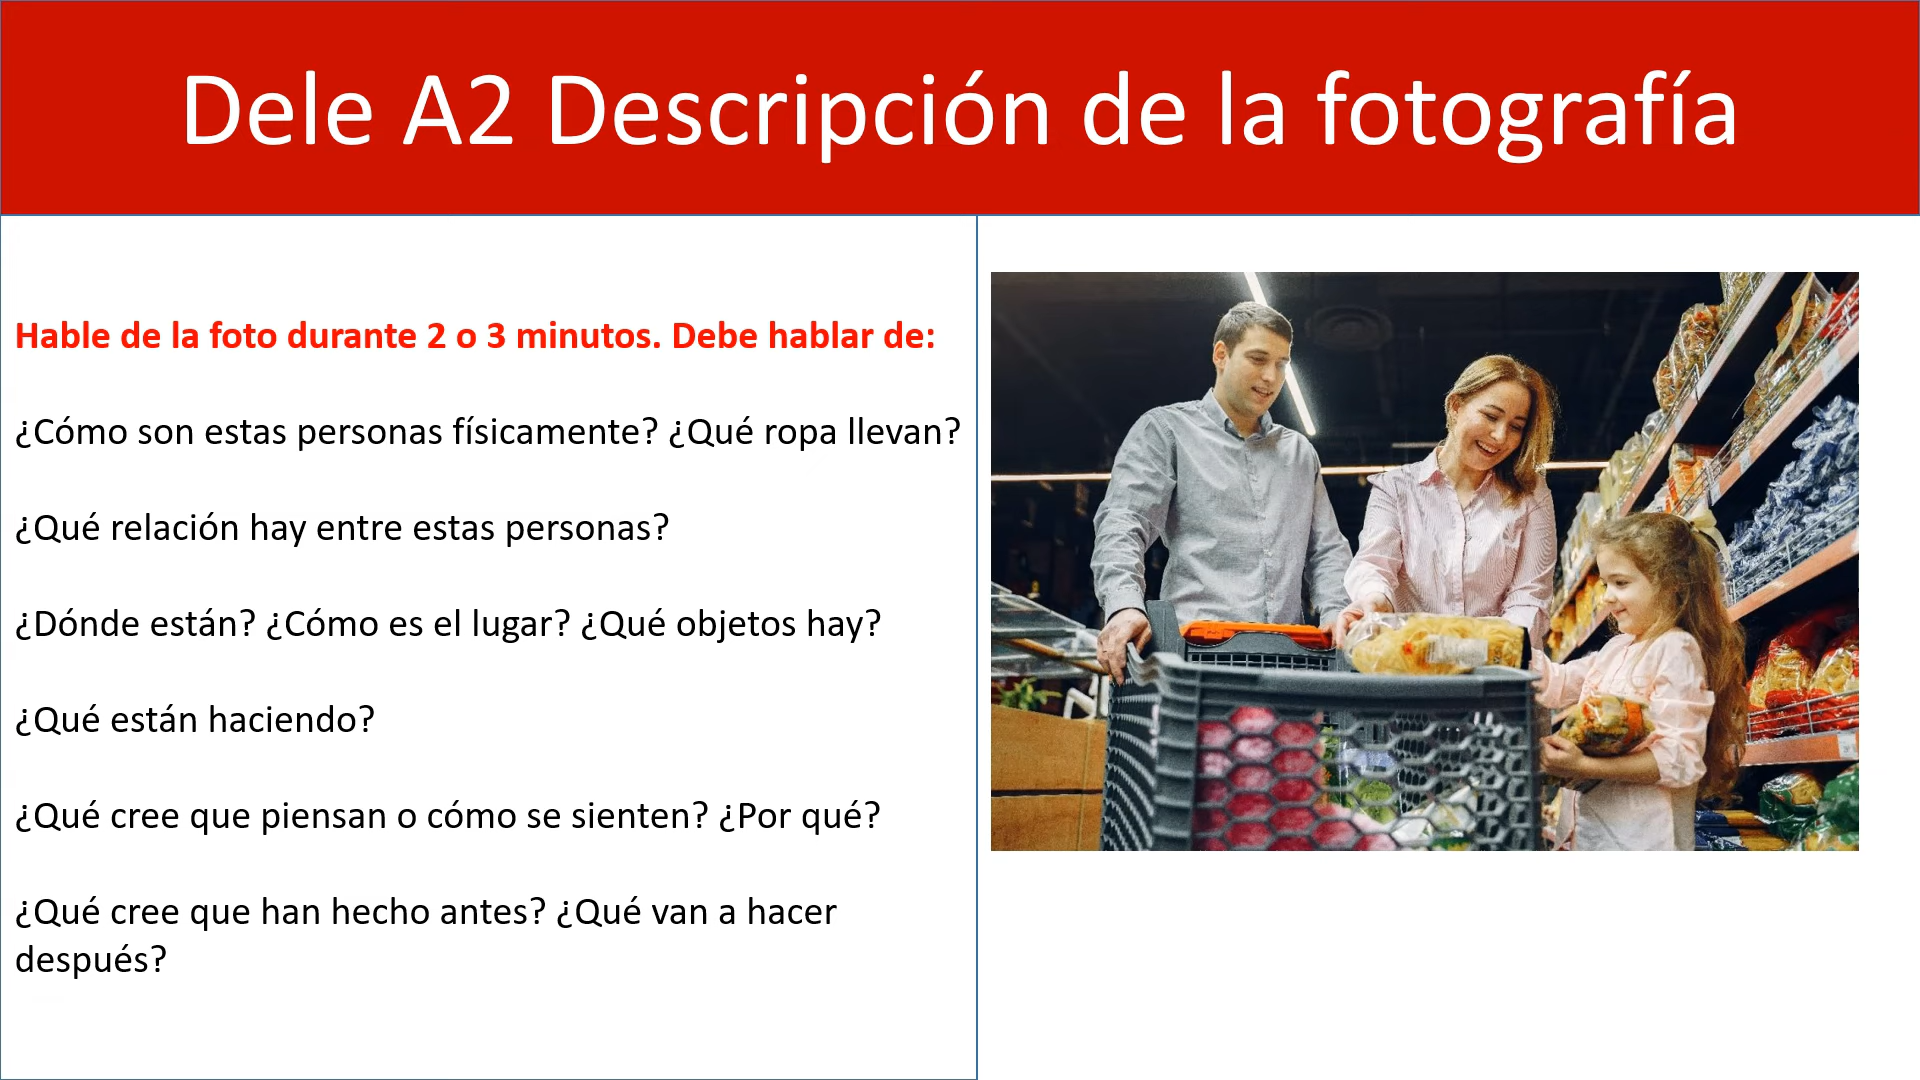 Dele A2 Descripción de la fotografía
Hable de la foto durante 2 o 3 minutos. Debe hablar de:
¿Cómo son estas personas físicamente? ¿Qué ropa llevan?
¿Qué relación hay entre estas personas?
¿Dónde están? ¿Cómo es el lugar? ¿Qué objetos hay?
¿Qué están haciendo?
¿Qué cree que piensan o cómo se sienten? ¿Por qué?
¿Qué cree que han hecho antes? ¿Qué van a hacer
después?